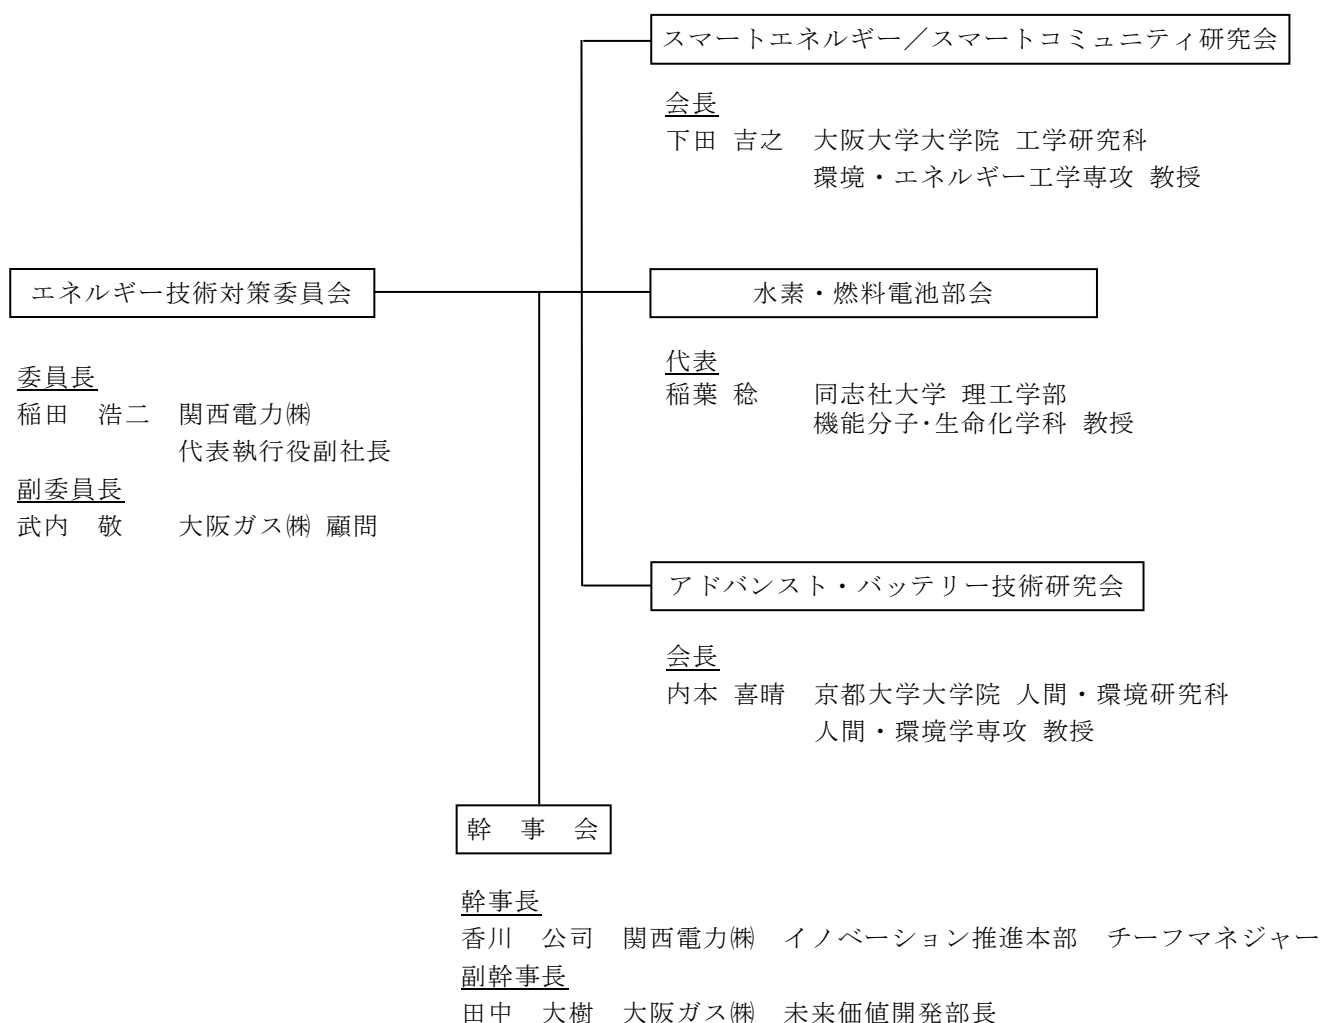 スマートエネルギー／スマートコミュニティ研究会
会長
下田 吉之 大阪大学大学院 工学研究科
環境・エネルギー工学専攻 教授
エネルギー技術対策委員会
委員長
稲田 浩二 関西電力㈱
代表執行役副社長
副委員長
武内 敬 大阪ガス㈱ 顧問
水素・燃料電池部会
代表
稲葉 稔 同志社大学 理工学部
機能分子・生命化学科 教授
アドバンスト・バッテリー技術研究会
会長
内本 喜晴 京都大学大学院 人間・環境研究科
人間・環境学専攻 教授
幹 事 会
幹事長
香川 公司 関西電力㈱ イノベーション推進本部 チーフマネジャー
副幹事長
田中 大樹 大阪ガス㈱ 未来価値開発部長